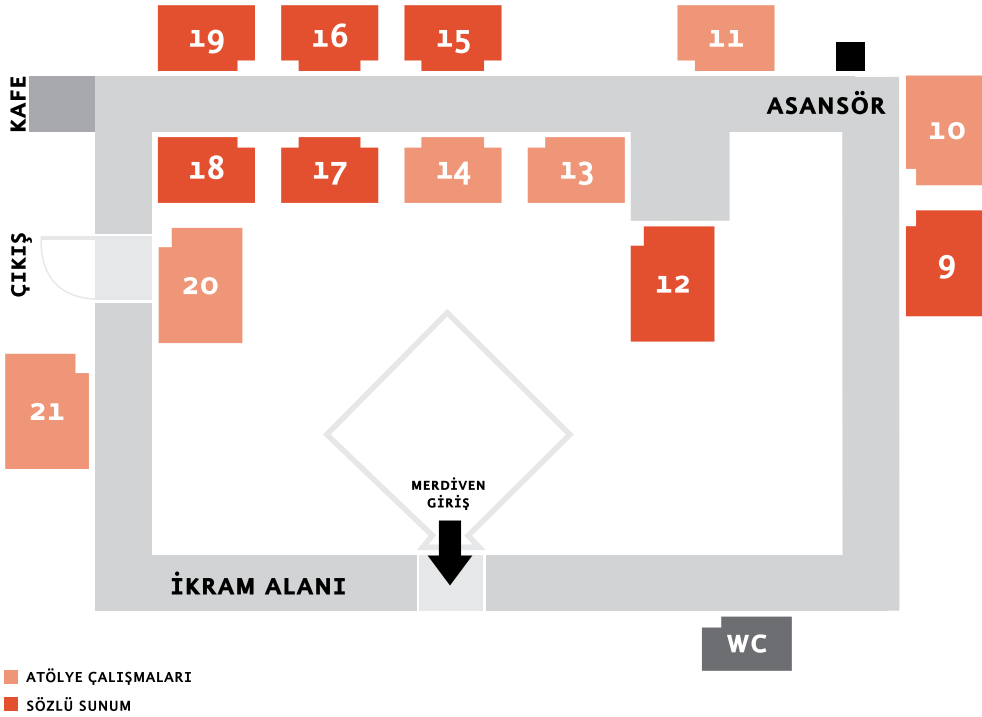 19
16
15
11
KAFE
ASANSÖR
10
18
17
14
13
ÇIKIŞ
20
12
9
21
MERDİVEN
GİRİŞ
İKRAM ALANI
WC
ATÖLYE ÇALIŞMALARI
SÖZLÜ SUNUM